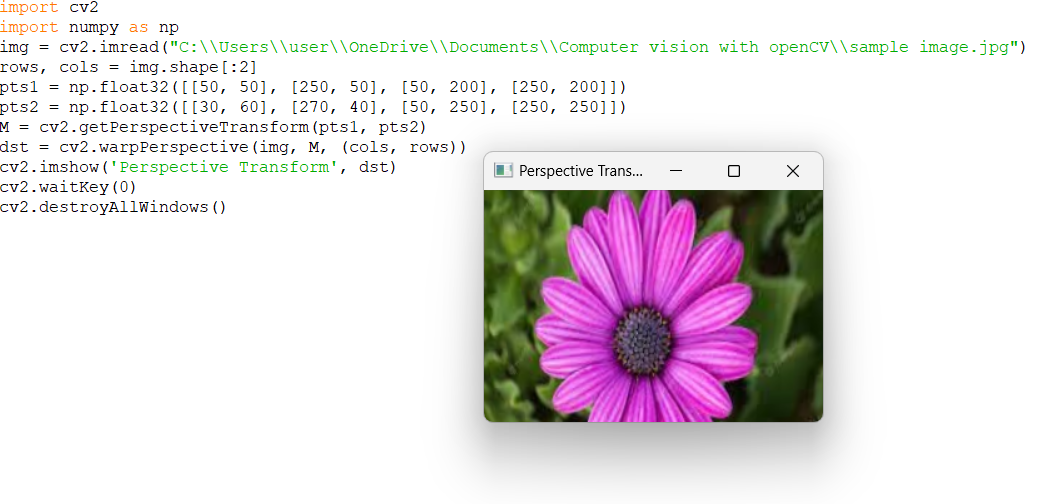 import cv2
import numpy as np
img = cv2.imread("C:\\Users\\user\\OneDrive\\Documents\\Computer vision with openCV\\sample image.jpg")
rows, cols = img.shape[:2]
pts1 = np.float32([[50, 50], [250, 50], [50, 200], [250, 200]])
pts2 = np.float32([[30, 60], [270, 40], [50, 250], [250, 250]])
M = cv2.getPerspectiveTransform(pts1, pts2)
dst = cv2.warpPerspective(img, M, (cols, rows))
cv2.imshow('Perspective Transform', dst)
cv2.waitKey(0)
cv2.destroyAllWindows()
Perspective Trans...